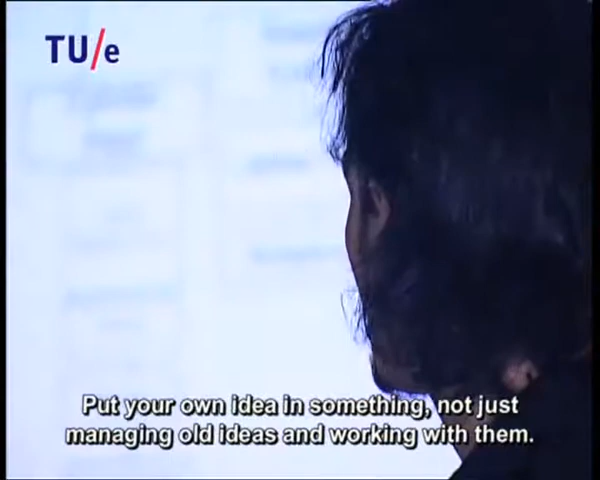 TU/e
Put your own idea in something, not just
managing old ideas and working with them.